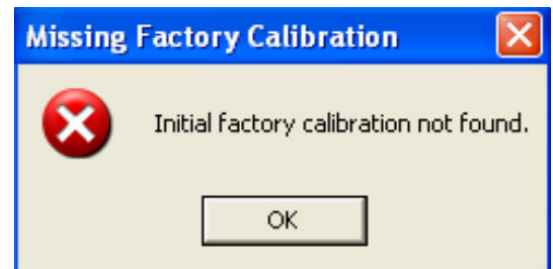 Missing Factory Calibration
Initial factory calibration not found.
OK